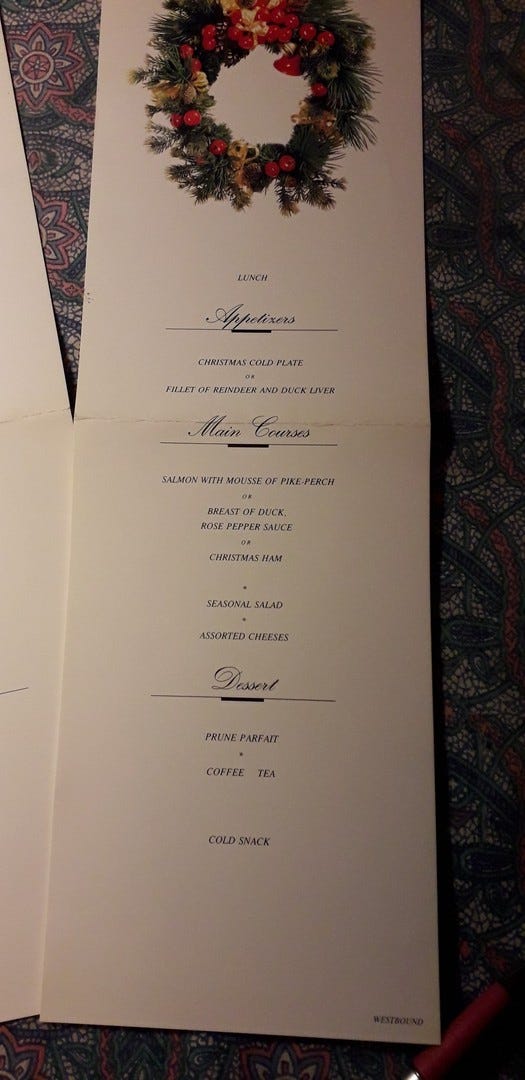 LUNCH
Appetizers
CHRISTMAS COLD PLATE
OR
FILLET OF REINDEER AND DUCK LIVER
Main Courses
SALMON WITH MOUSSE OF PIKE-PERCH
OR
BREAST OF DUCK,
ROSE PEPPER SAUCE
OR
CHRISTMAS HAM
*
SEASONAL SALAD
*
ASSORTED CHEESES
Dessert
PRUNE PARFAIT
*
COFFEE TEA
COLD SNACK
WESTBOUND